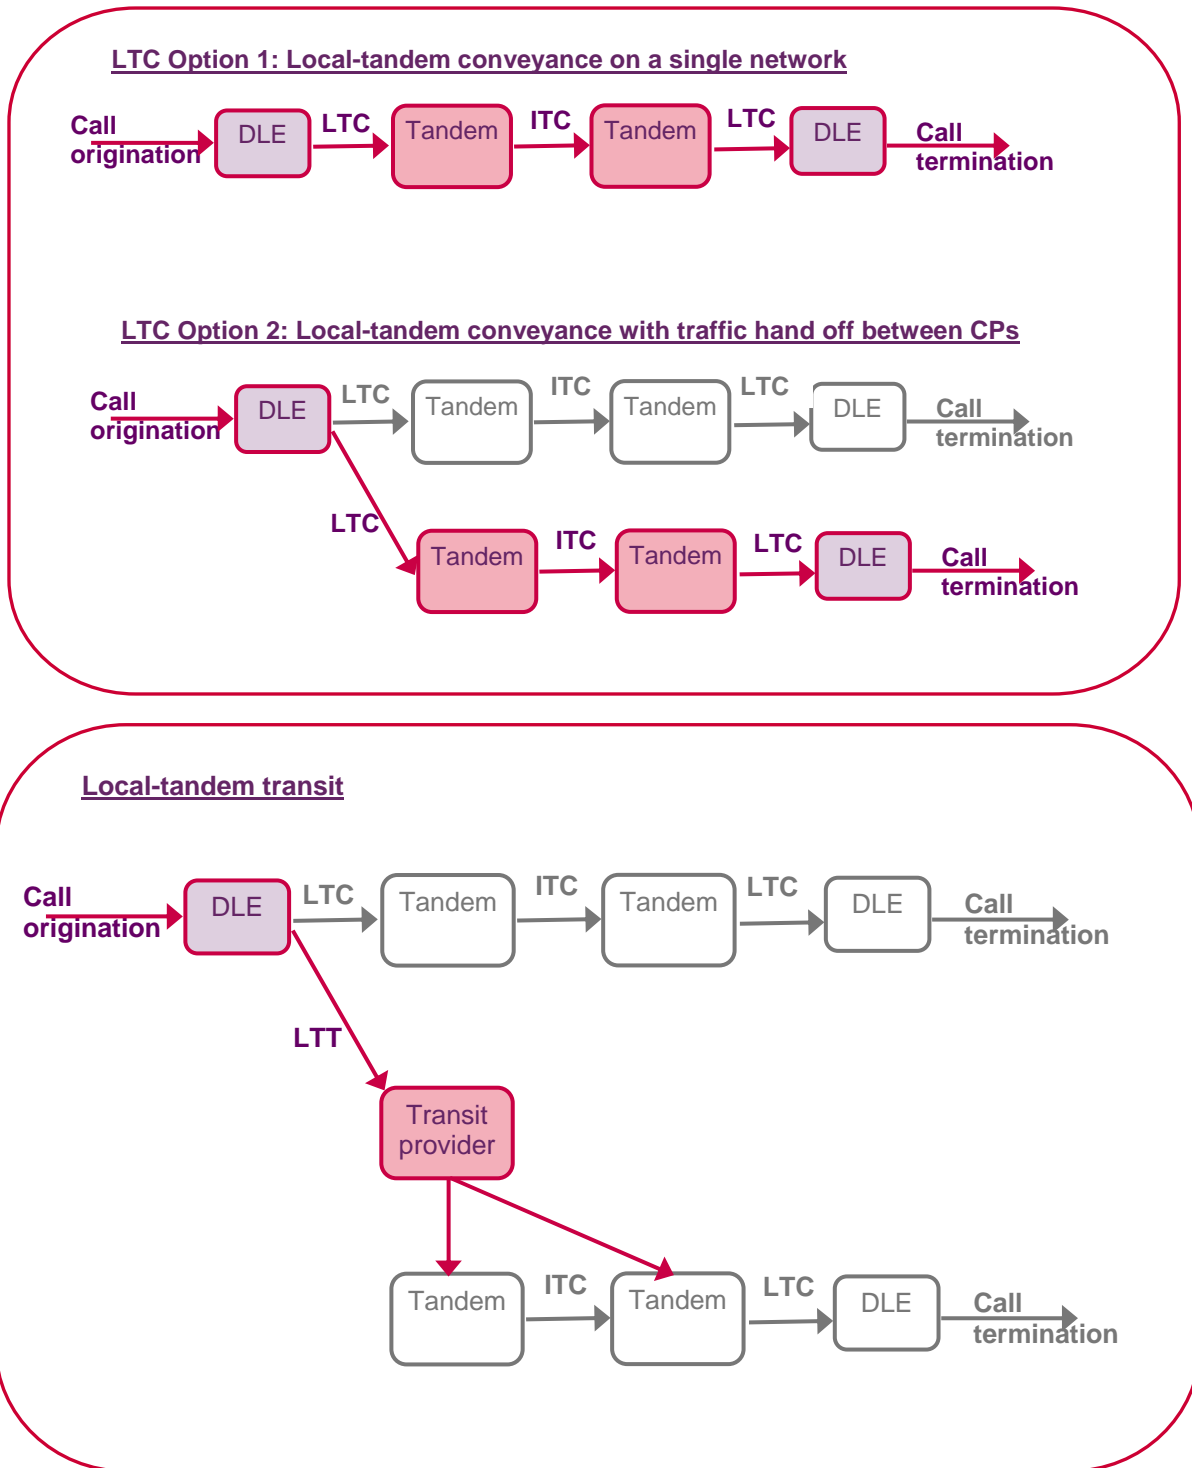 LTC Option 1: Local-tandem conveyance on a single network
Call
origination
DLE
LTC
Tandem
ITC
Tandem
LTC
DLE
Call
termination
LTC Option 2: Local-tandem conveyance with traffic hand off between CPs
Call
origination
DLE
LTC
Tandem
ITC
Tandem
LTC
DLE
Call
termination
LTC
Tandem
ITC
Tandem
LTC
DLE
Call
termination
Local-tandem transit
Call
origination
DLE
LTC
Tandem
ITC
Tandem
LTC
DLE
Call
termination
LTT
Transit
provider
Tandem
ITC
Tandem
LTC
DLE
Call
termination